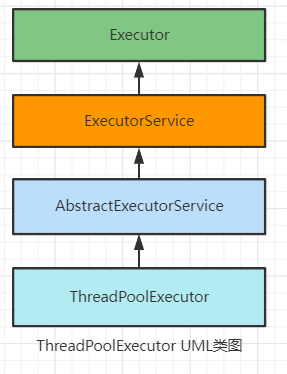 Executor
ExecutorService
AbstractExecutorService
ThreadPoolExecutor
ThreadPoolExecutor UML类图